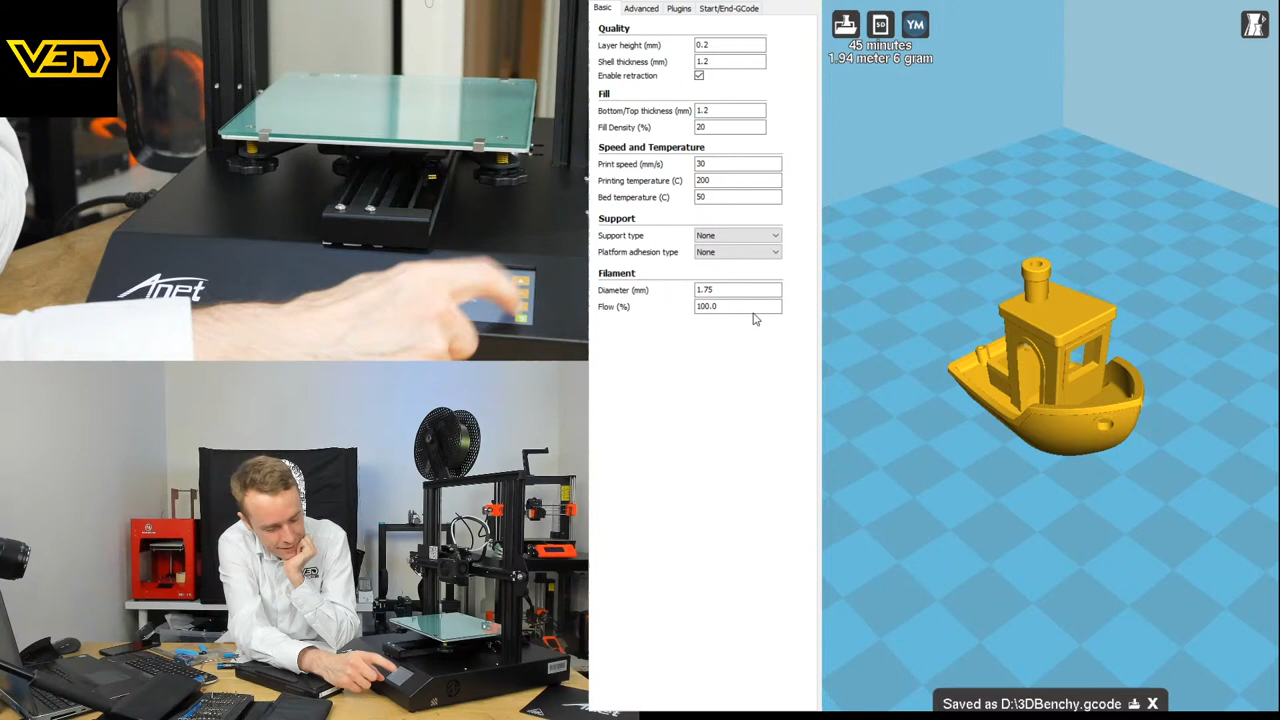 V3D
Anet
Basic Advanced Plugins Start/End-GCode
Quality
Layer height (mm) 0.2
Shell thickness (mm) 1.2
Enable retraction
Fill
Bottom/Top thickness (mm) 1.2
Fill Density (%) 20
Speed and Temperature
Print speed (mm/s) 30
Printing temperature (C) 200
Bed temperature (C) 50
Support
Support type None
Platform adhesion type None
Filament
Diameter (mm) 1.75
Flow (%) 100.0
SD YM
45 minutes
1.94 meter 6 gram
Saved as D:\3DBenchy.gcode
V3D